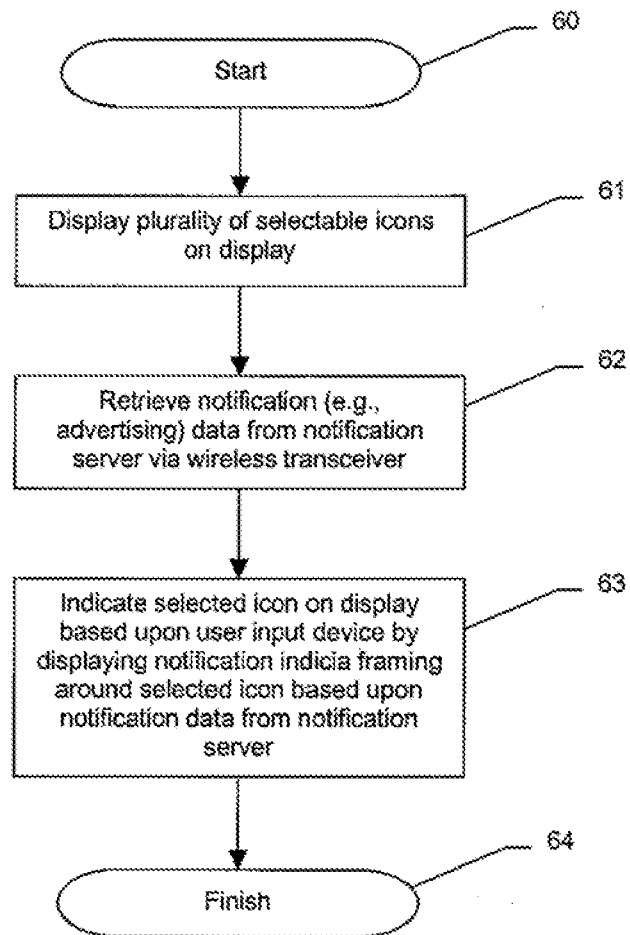 60
Start
61
Display plurality of selectable icons
on display
62
Retrieve notification (e.g.,
advertising) data from notification
server via wireless transceiver
63
Indicate selected icon on display
based upon user input device by
displaying notification indicia framing
around selected icon based upon
notification data from notification
server
64
Finish